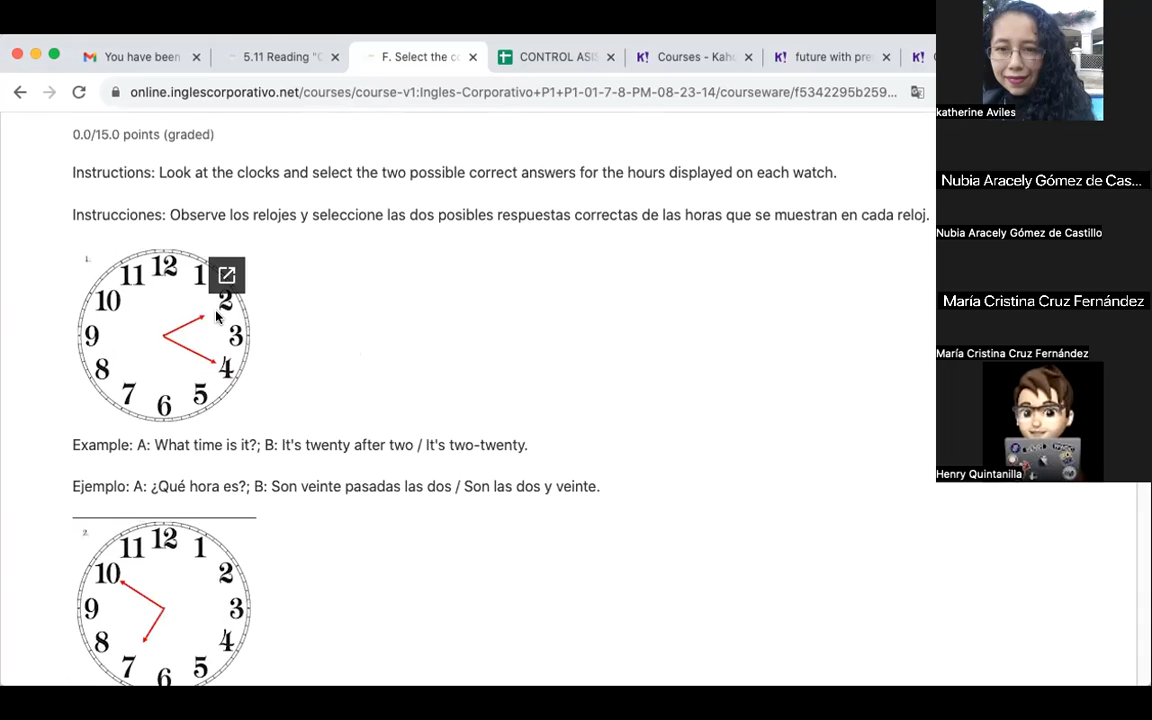 You have been
5.11 Reading "C
F. Select the co
CONTROL ASIS
Courses - Kaho
future with pre
online.inglescorporativo.net/courses/course-v1:Ingles-Corporativo+P1+P1-01-7-8-PM-08-23-14/courseware/f5342295b259...
katherine Aviles
Nubia Aracely Gómez de Cas...
Nubia Aracely Gómez de Castillo
María Cristina Cruz Fernández
María Cristina Cruz Fernández
Henry Quintanilla
0.0/15.0 points (graded)
Instructions: Look at the clocks and select the two possible correct answers for the hours displayed on each watch.
Instrucciones: Observe los relojes y seleccione las dos posibles respuestas correctas de las horas que se muestran en cada reloj.
1.
12
11 1
10 2
9 3
8 4
7 5
6
Example: A: What time is it?; B: It's twenty after two / It's two-twenty.
Ejemplo: A: ¿Qué hora es?; B: Son veinte pasadas las dos / Son las dos y veinte.
2.
12
11 1
10 2
9 3
8 4
7 5
6